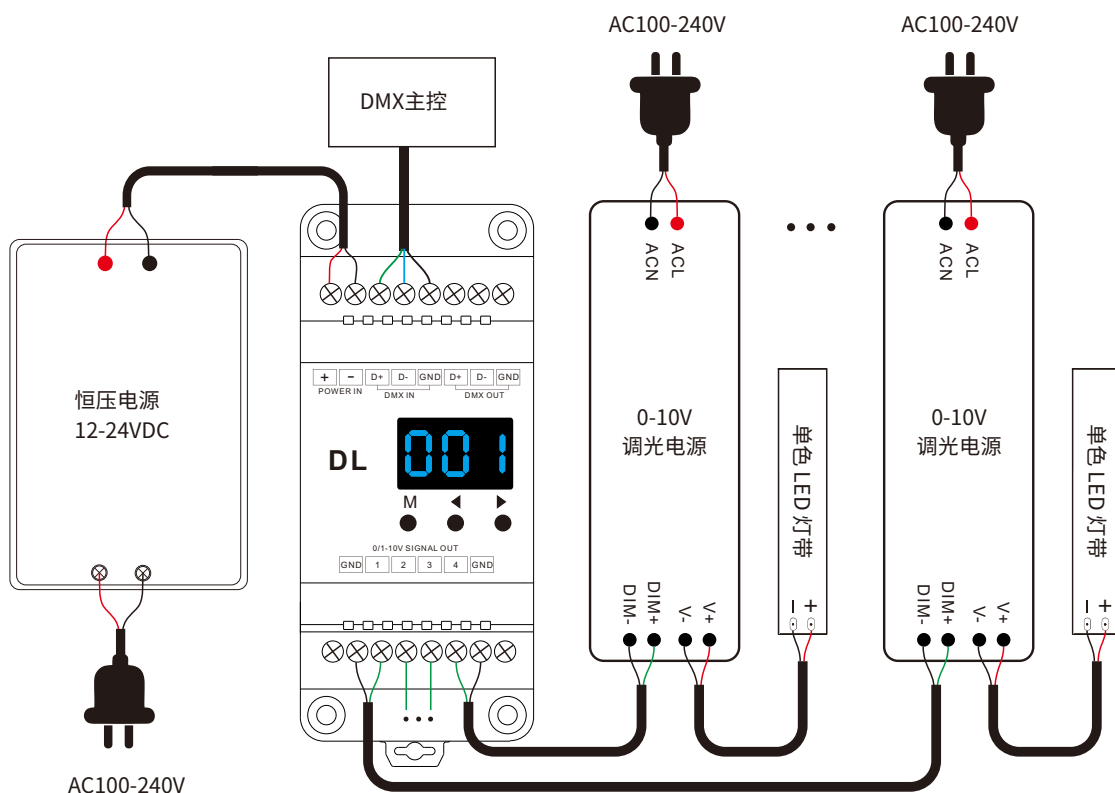 AC100-240V
AC100-240V
DMX主控
ACN
ACL
ACN
ACL
恒压电源
12-24VDC
+
−
D+
D-
GND
D+
D-
GND
POWER IN
DMX IN
DMX OUT
DL
001
M
0/1-10V SIGNAL OUT
GND
1
2
3
4
GND
0-10V
调光电源
单色 LED 灯带
− +
0-10V
调光电源
单色 LED 灯带
− +
DIM-
DIM+
V-
V+
DIM-
DIM+
V-
V+
AC100-240V